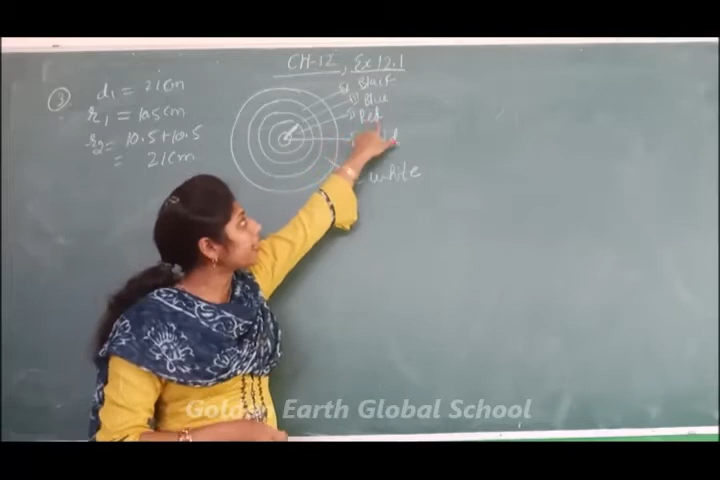 CH-12, Ex 12.1
③ d₁ = 21cm
r₁ = 10.5cm
r₂ = 10.5+10.5
= 21cm
Black
Blue
Red
white
Golden Earth Global School